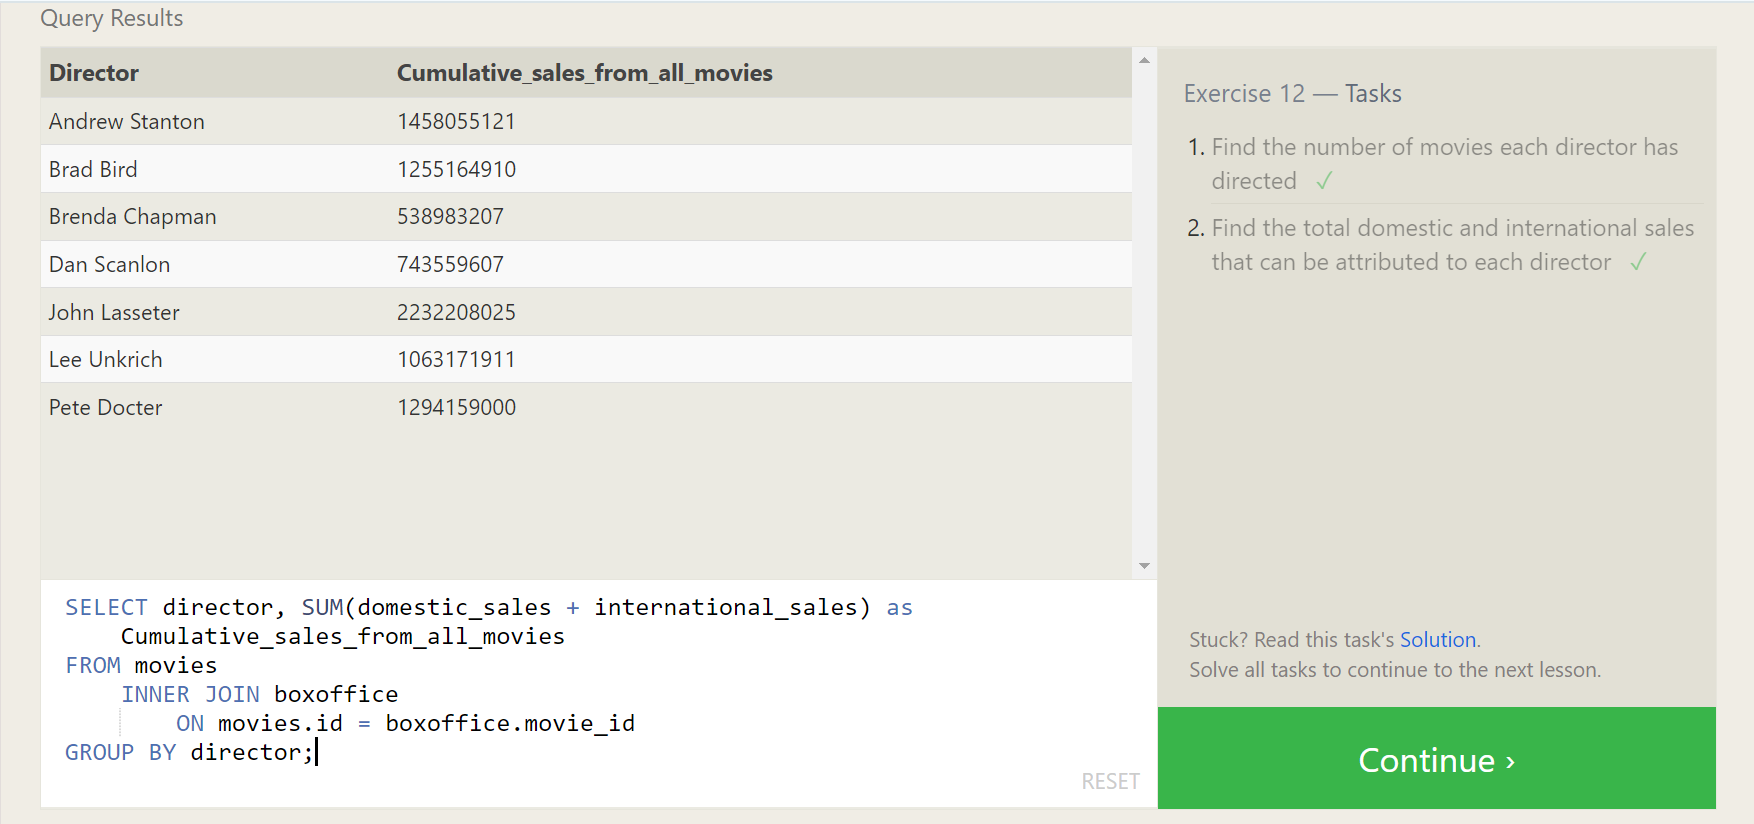 Query Results
Director Cumulative_sales_from_all_movies
Andrew Stanton 1458055121
Brad Bird 1255164910
Brenda Chapman 538983207
Dan Scanlon 743559607
John Lasseter 2232208025
Lee Unkrich 1063171911
Pete Docter 1294159000
SELECT director, SUM(domestic_sales + international_sales) as
Cumulative_sales_from_all_movies
FROM movies
INNER JOIN boxoffice
ON movies.id = boxoffice.movie_id
GROUP BY director;
RESET
Exercise 12 — Tasks
1. Find the number of movies each director has
directed ✓
2. Find the total domestic and international sales
that can be attributed to each director ✓
Stuck? Read this task's Solution.
Solve all tasks to continue to the next lesson.
Continue ›